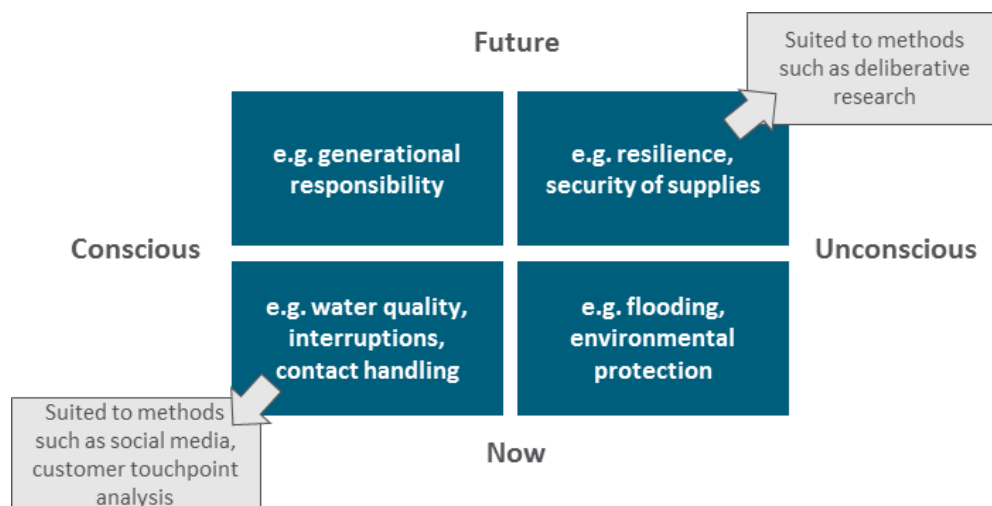 Future
Suited to methods
such as deliberative
research
e.g. generational
responsibility
e.g. resilience,
security of supplies
Conscious
Unconscious
e.g. water quality,
interruptions,
contact handling
e.g. flooding,
environmental
protection
Suited to methods
such as social media,
customer touchpoint
analysis
Now